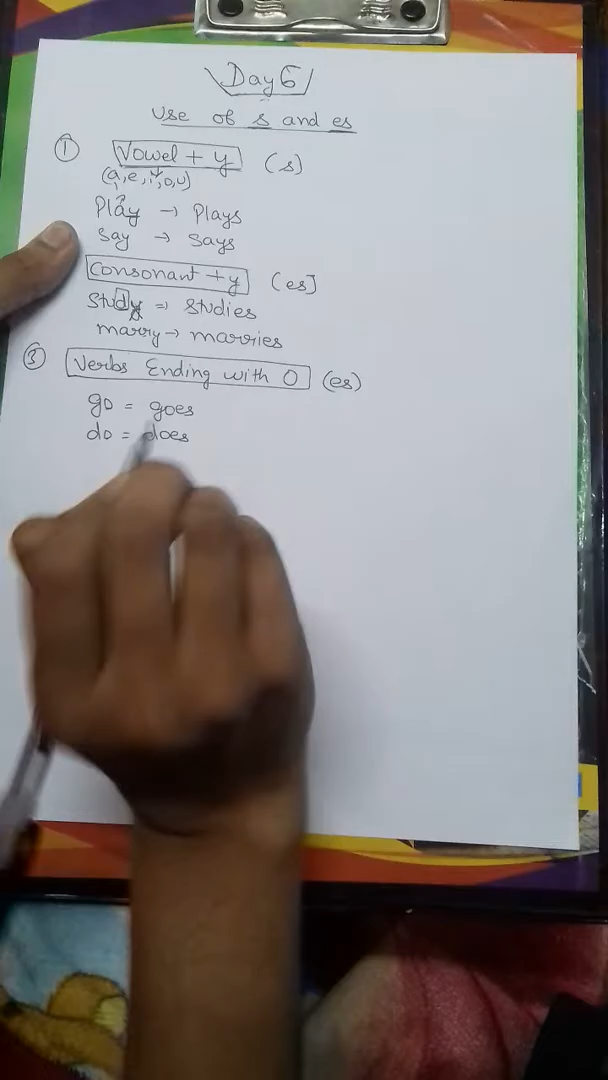 Day 6
Use of s and es
① Vowel + y (s)
(a, e, i, o, u)
Play → Plays
Say → Says
Consonant + y (es]
Study ⇒ Studies
marry → marries
③ Verbs Ending with O (es)
go = goes
do = does